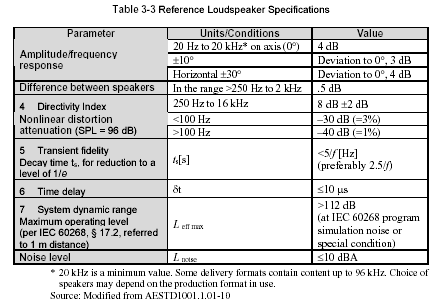 Table 3-3 Reference Loudspeaker Specifications
Parameter Units/Conditions Value
Amplitude/frequency response 20 Hz to 20 kHz* on axis (0°) 4 dB
±10° Deviation to 0°, 3 dB
Horizontal ±30° Deviation to 0°, 4 dB
Difference between speakers In the range >250 Hz to 2 kHz .5 dB
4 Directivity Index 250 Hz to 16 kHz 8 dB ±2 dB
Nonlinear distortion attenuation (SPL = 96 dB) <100 Hz –30 dB (=3%)
>100 Hz –40 dB (=1%)
5 Transient fidelity
Decay time ts, for reduction to a level of 1/e ts[s] <5/f [Hz] (preferably 2.5/f)
6 Time delay δt ≤10 μs
7 System dynamic range
Maximum operating level (per IEC 60268, § 17.2, referred to 1 m distance) L eff max >112 dB (at IEC 60268 program simulation noise or special condition)
Noise level L noise ≤10 dBA
* 20 kHz is a minimum value. Some delivery formats contain content up to 96 kHz. Choice of
speakers may depend on the production format in use.
Source: Modified from AESTD1001.1.01-10